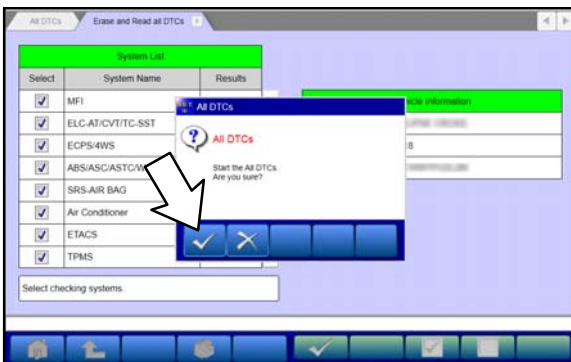 All DTCs
Erase and Read all DTCs
System List
Select
System Name
Results
MFI
ELC-AT/CVT/TC-SST
ECPS/4WS
ABS/ASC/ASTC/W
SRS-AIR BAG
Air Conditioner
ETACS
TPMS
Select checking systems
All DTCs
All DTCs
Start the All DTCs.
Are you sure?
icle Information
8